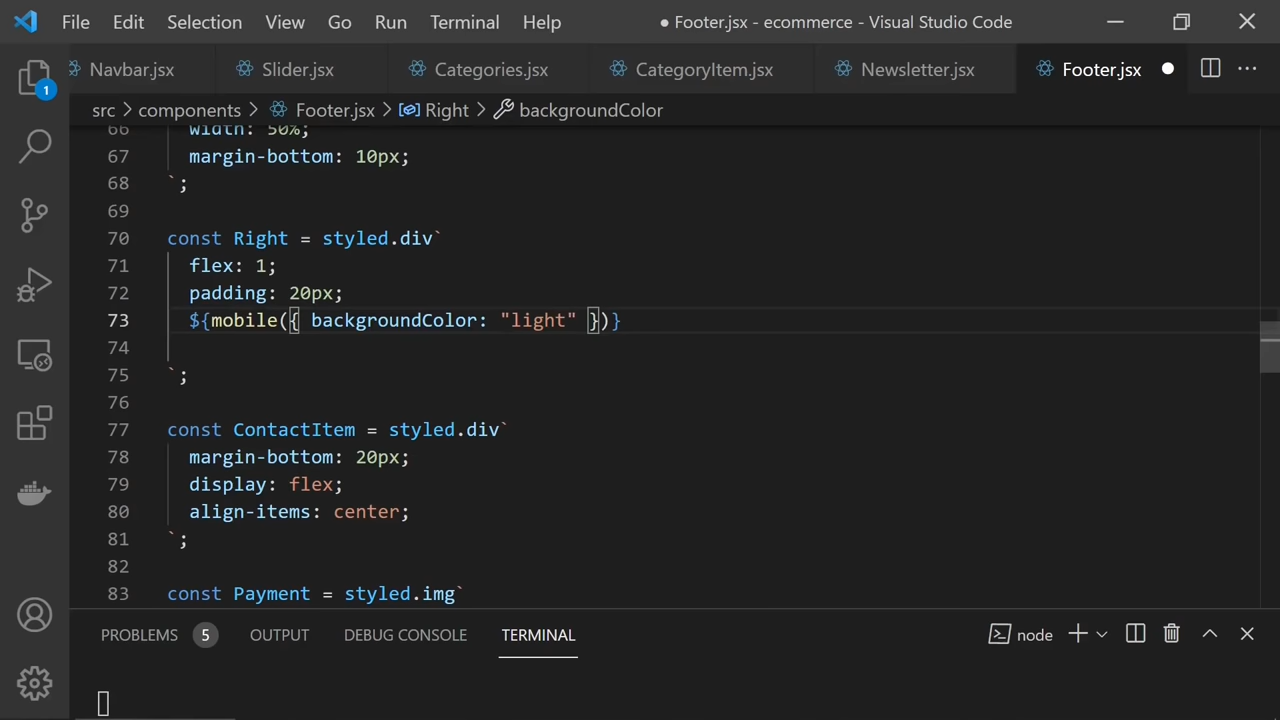 File Edit Selection View Go Run Terminal Help ● Footer.jsx - ecommerce - Visual Studio Code
Navbar.jsx Slider.jsx Categories.jsx CategoryItem.jsx Newsletter.jsx Footer.jsx ●
1
src > components > Footer.jsx > Right > backgroundColor
66 width: 50%;
67 margin-bottom: 10px;
68 `;
69
70 const Right = styled.div`
71 flex: 1;
72 padding: 20px;
73 ${mobile({ backgroundColor: "light" })}
74
75 `;
76
77 const ContactItem = styled.div`
78 margin-bottom: 20px;
79 display: flex;
80 align-items: center;
81 `;
82
83 const Payment = styled.img`
PROBLEMS 5 OUTPUT DEBUG CONSOLE TERMINAL node